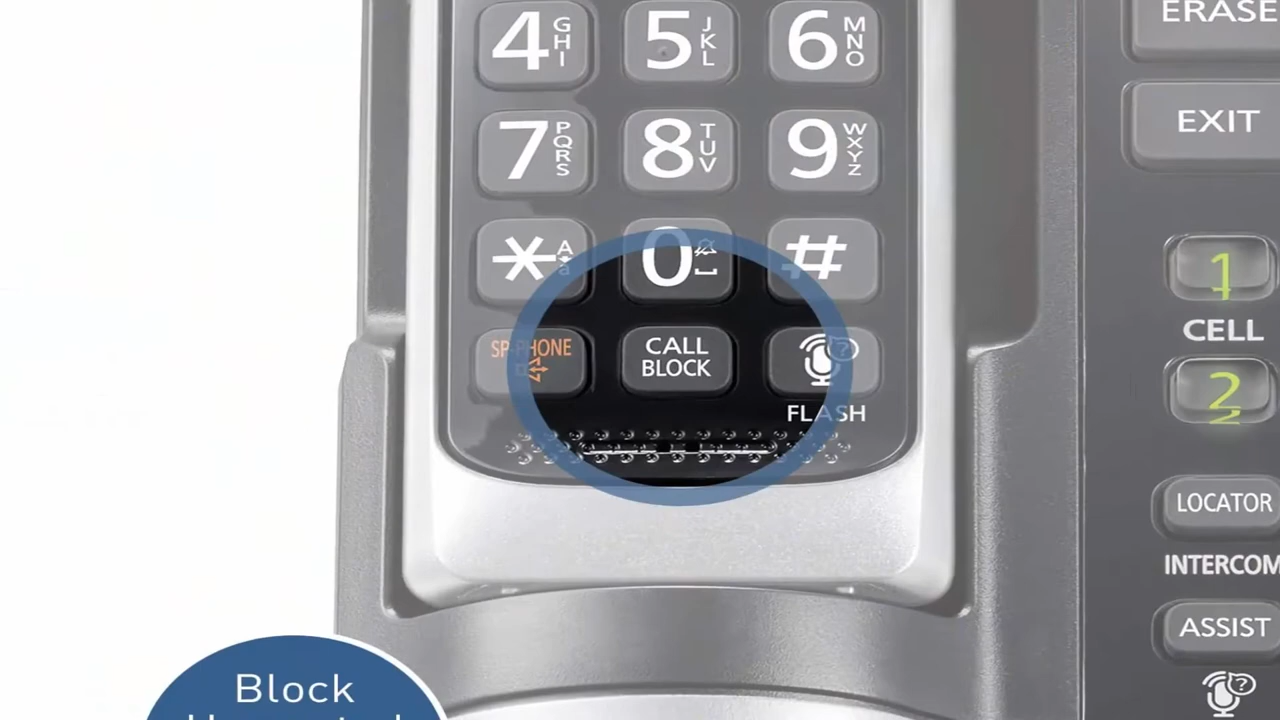 4 GHI 5 JKL 6 MNO
7 PQRS 8 TUV 9 WXYZ
* A a 0 #
SP-PHONE CALL BLOCK
FLASH
ERASE
EXIT
1
CELL
2
LOCATOR
INTERCOM
ASSIST
Block